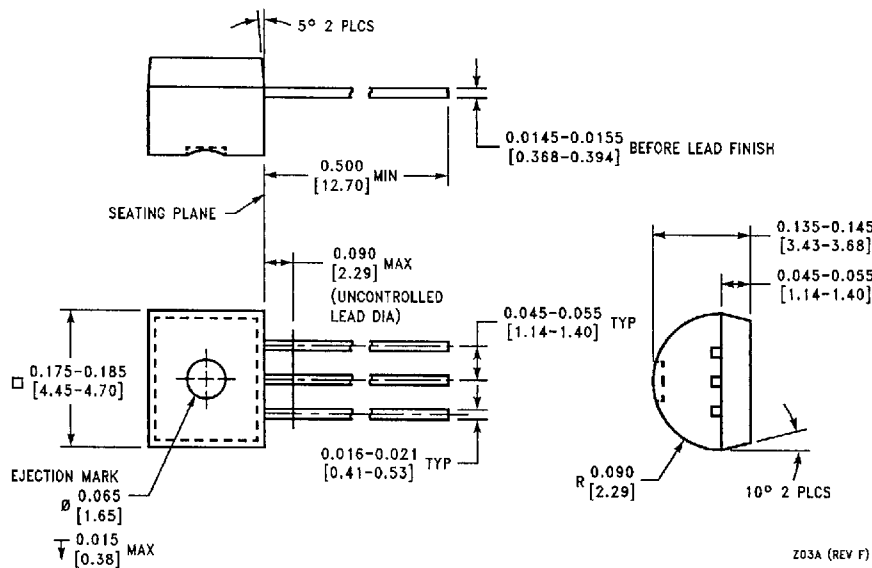 5° 2 PLCS
0.0145-0.0155
[0.368-0.394]
BEFORE LEAD FINISH
0.500
[12.70]
MIN
SEATING PLANE
0.090
[2.29]
MAX
(UNCONTROLLED
LEAD DIA)
0.135-0.145
[3.43-3.68]
0.045-0.055
[1.14-1.40]
0.045-0.055
[1.14-1.40]
TYP
□ 0.175-0.185
[4.45-4.70]
0.016-0.021
[0.41-0.53]
TYP
EJECTION MARK
Ø 0.065
[1.65]
↧ 0.015
[0.38]
MAX
R 0.090
[2.29]
10° 2 PLCS
Z03A (REV F)